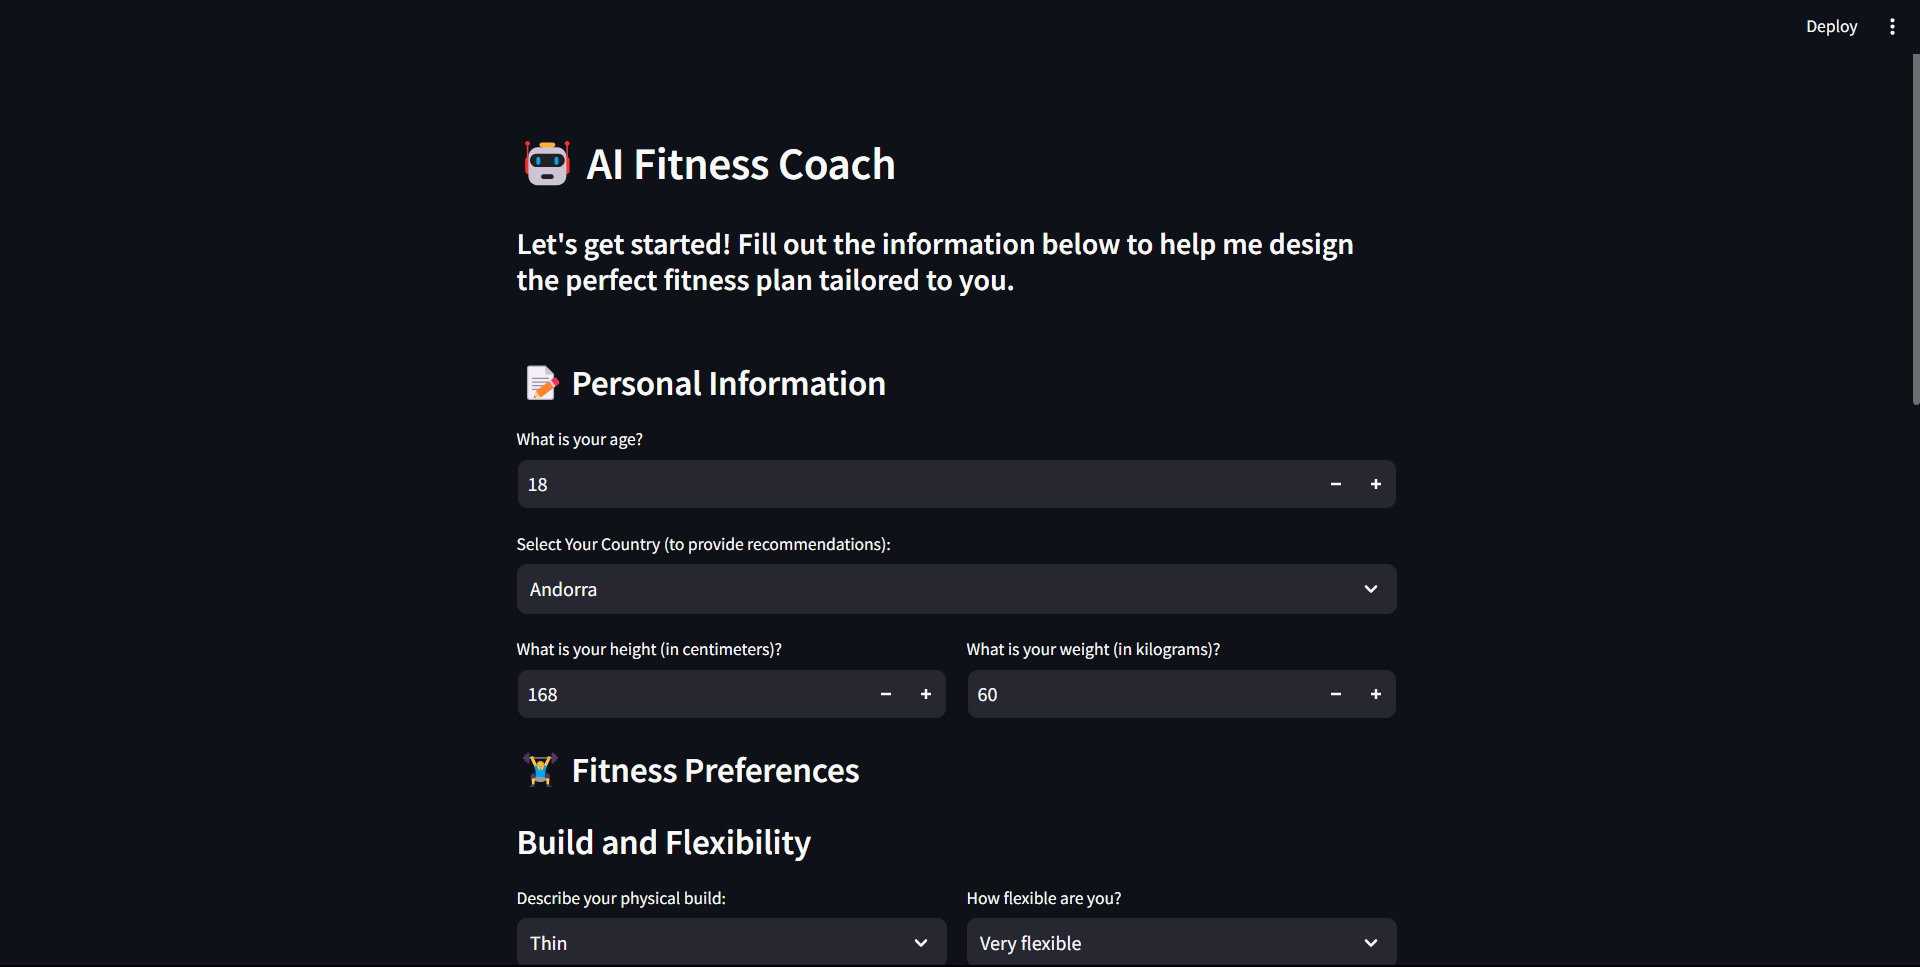 Deploy
AI Fitness Coach
Let's get started! Fill out the information below to help me design
the perfect fitness plan tailored to you.
Personal Information
What is your age?
18
Select Your Country (to provide recommendations):
Andorra
What is your height (in centimeters)? What is your weight (in kilograms)?
168 60
Fitness Preferences
Build and Flexibility
Describe your physical build: How flexible are you?
Thin Very flexible